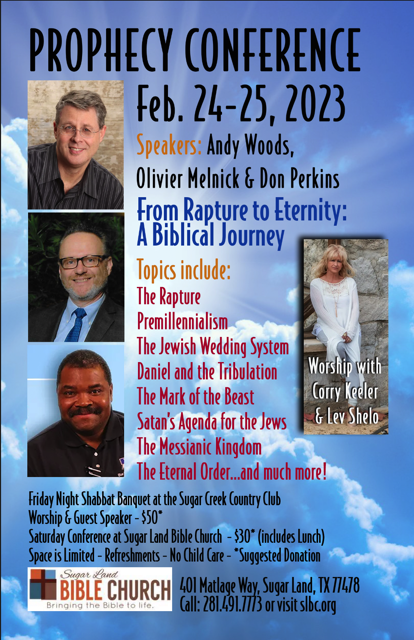 PROPHECY CONFERENCE
Feb. 24-25, 2023
Speakers: Andy Woods,
Olivier Melnick & Don Perkins
From Rapture to Eternity:
A Biblical Journey
Topics include:
The Rapture
Premillennialism
The Jewish Wedding System
Daniel and the Tribulation
The Mark of the Beast
Satan's Agenda for the Jews
The Messianic Kingdom
The Eternal Order...and much more!
Worship with
Corry Keeler
& Lev Shelo
Friday Night Shabbat Banquet at the Sugar Creek Country Club
Worship & Guest Speaker - $50*
Saturday Conference at Sugar Land Bible Church - $30* (includes Lunch)
Space is Limited - Refreshments - No Child Care - *Suggested Donation
Sugar Land
BIBLE CHURCH
Bringing the Bible to life.
401 Matlage Way, Sugar Land, TX 77478
Call: 281.491.7773 or visit slbc.org